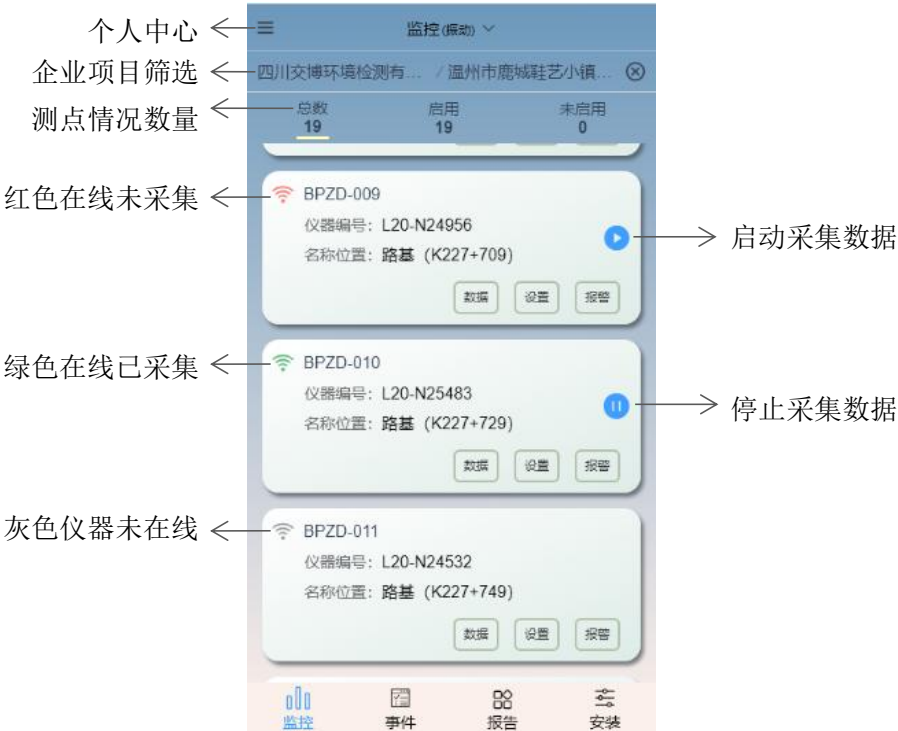 个人中心
监控(振动)
企业项目筛选
四川交博环境检测有... / 温州市鹿城鞋艺小镇...
测点情况数量
总数 启用 未启用
19 19 0
红色在线未采集
BPZD-009
仪器编号: L20-N24956
名称位置: 路基 (K227+709)
启动采集数据
数据 设置 报警
绿色在线已采集
BPZD-010
仪器编号: L20-N25483
名称位置: 路基 (K227+729)
停止采集数据
数据 设置 报警
灰色仪器未在线
BPZD-011
仪器编号: L20-N24532
名称位置: 路基 (K227+749)
数据 设置 报警
监控 事件 报告 安装